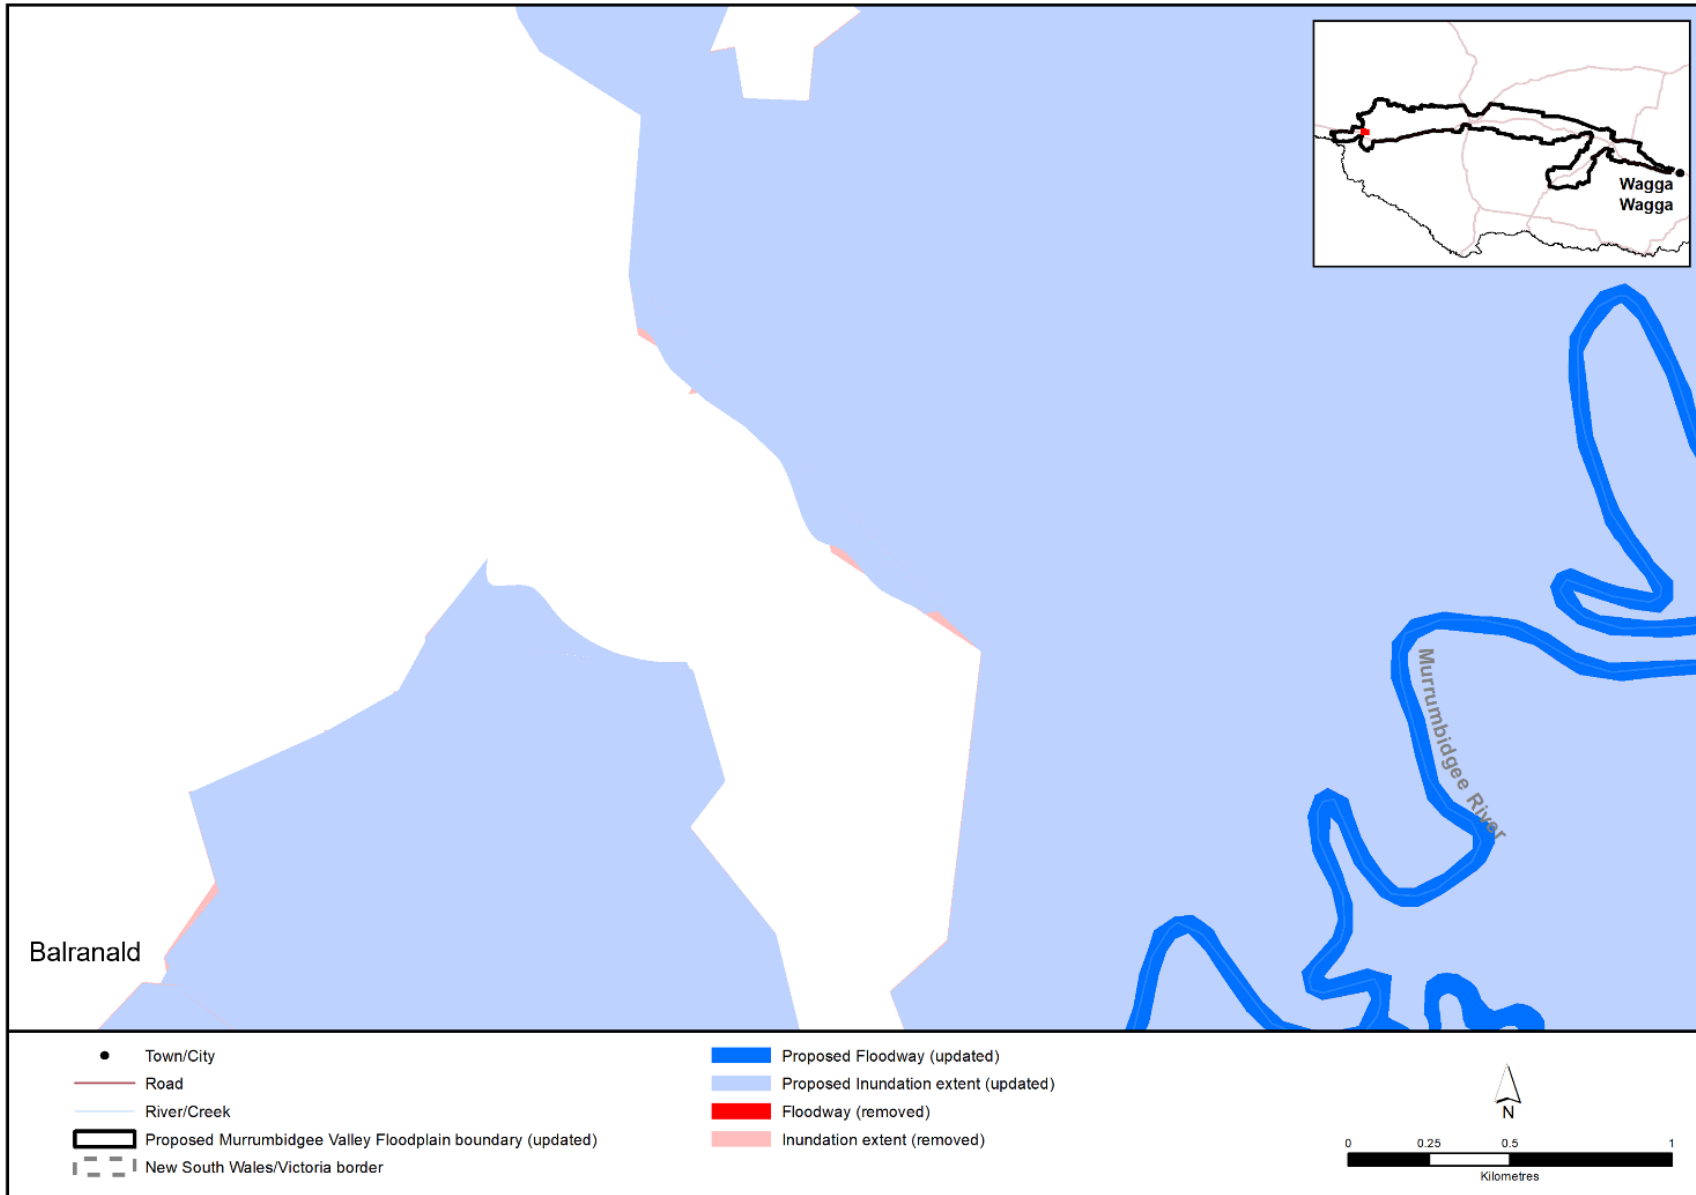 Wagga
Wagga
Murrumbidgee River
Balranald
Town/City
Road
River/Creek
Proposed Murrumbidgee Valley Floodplain boundary (updated)
New South Wales/Victoria border
Proposed Floodway (updated)
Proposed Inundation extent (updated)
Floodway (removed)
Inundation extent (removed)
N
0 0.25 0.5 1
Kilometres